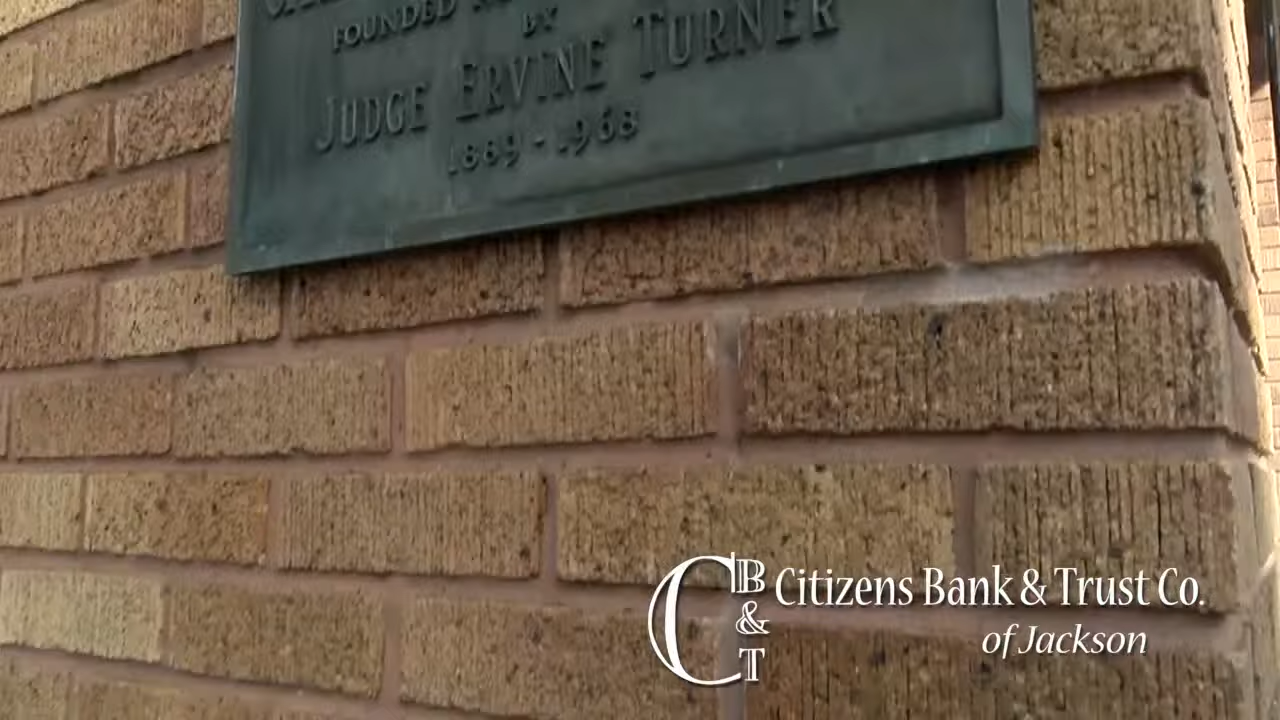 FOUNDED
BY
JUDGE ERVINE TURNER
1889 - 1968
CB&T
Citizens Bank & Trust Co.
of Jackson